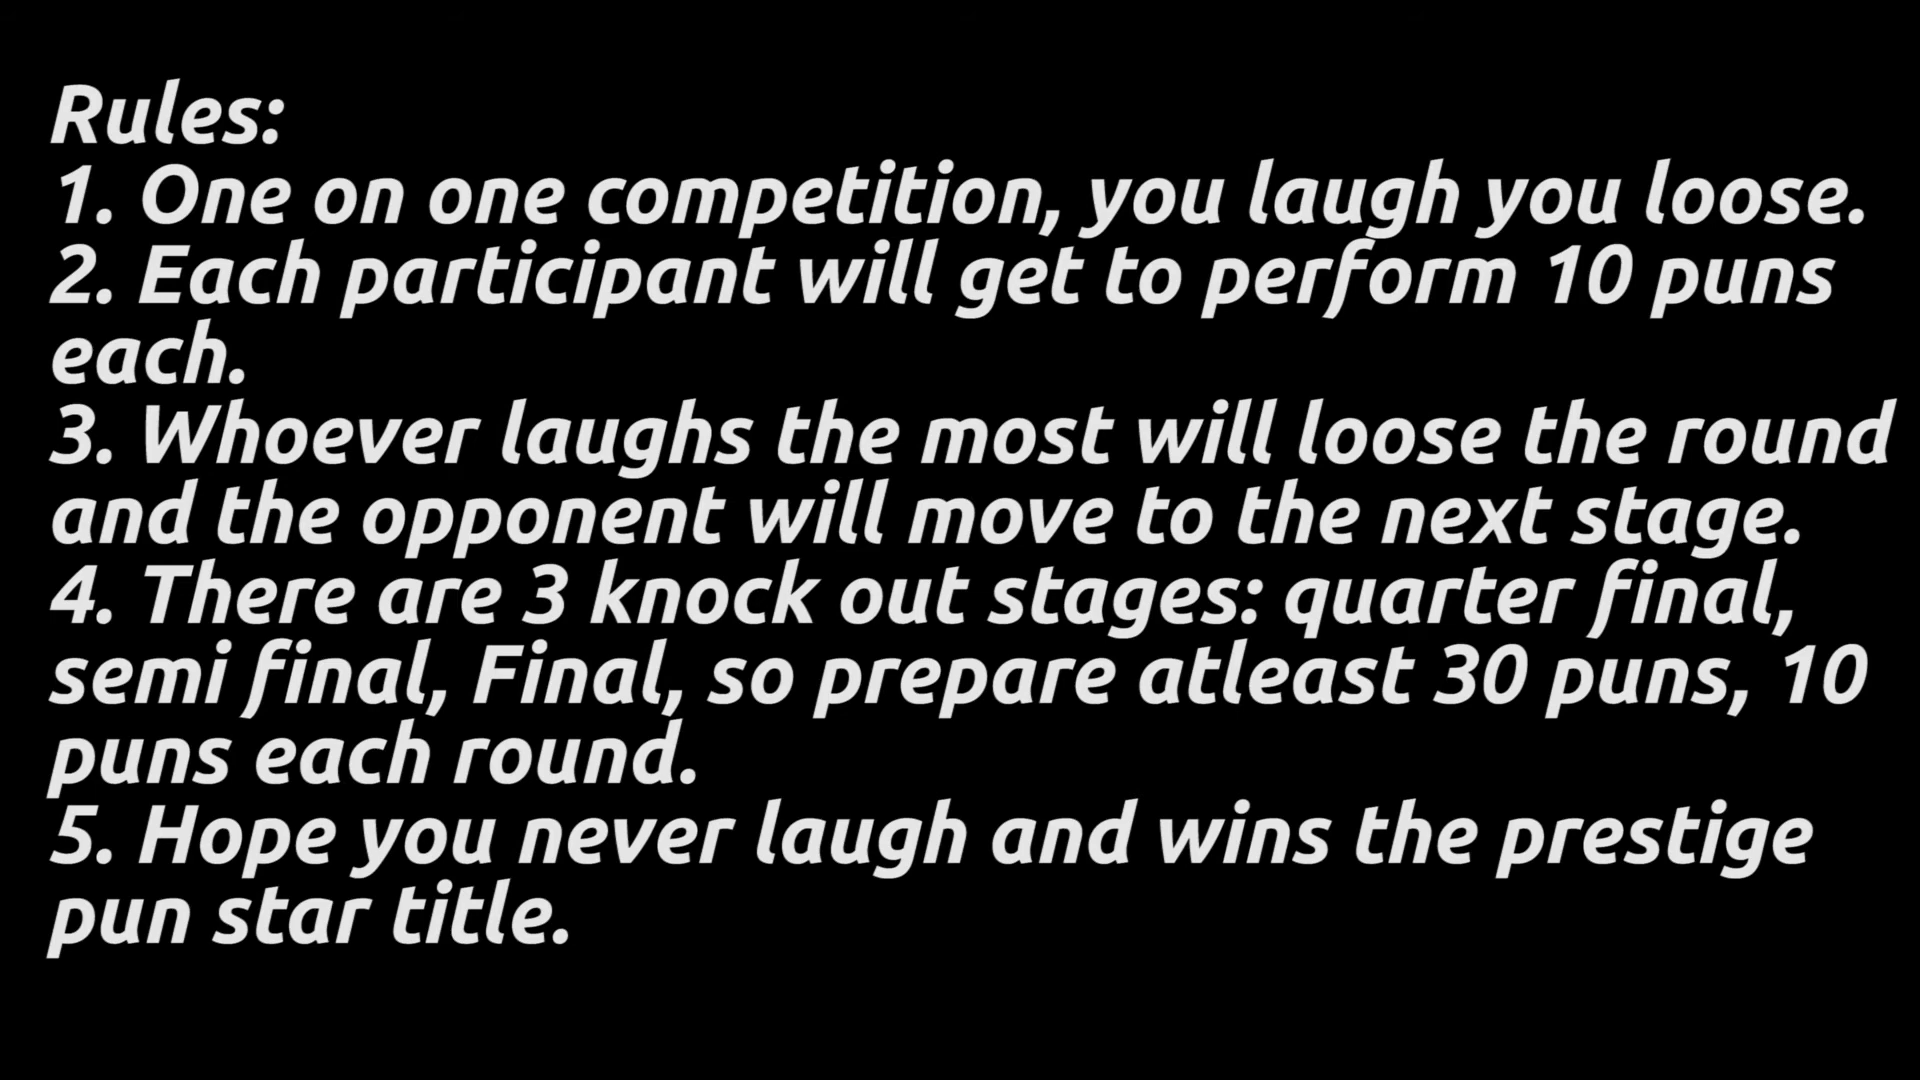 Rules:
1. One on one competition, you laugh you loose.
2. Each participant will get to perform 10 puns
each.
3. Whoever laughs the most will loose the round
and the opponent will move to the next stage.
4. There are 3 knock out stages: quarter final,
semi final, Final, so prepare atleast 30 puns, 10
puns each round.
5. Hope you never laugh and wins the prestige
pun star title.